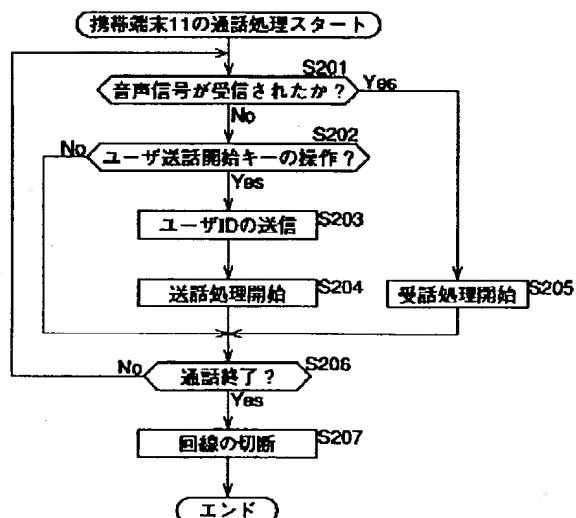 携帯端末11の通話処理スタート
S201
音声信号が受信されたか？
Yes
No
S202
No
ユーザ送話開始キーの操作？
Yes
ユーザIDの送信
S203
送話処理開始
S204
受話処理開始
S205
No
S206
通話終了？
Yes
回線の切断
S207
エンド